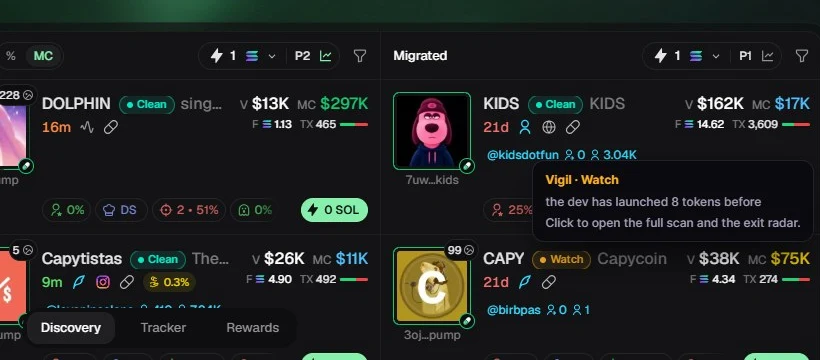 % MC 1 P2
Migrated 1 P1
228
DOLPHIN Clean sing... V $13K MC $297K
16m F 1.13 TX 465
ump
0% DS 2 • 51% 0% 0 SOL
KIDS Clean KIDS V $162K MC $17K
21d F 14.62 TX 3,609
@kidsdotfun 0 3.04K
7uw...kids
25%
Vigil · Watch
the dev has launched 8 tokens before
Click to open the full scan and the exit radar.
5
Capytistas Clean The... V $26K MC $11K
9m 0.3% F 4.90 TX 492
ump
99
CAPY Watch Capycoin V $38K MC $75K
21d F 4.34 TX 274
@birbpas 0 1
3oj...pump
Discovery Tracker Rewards